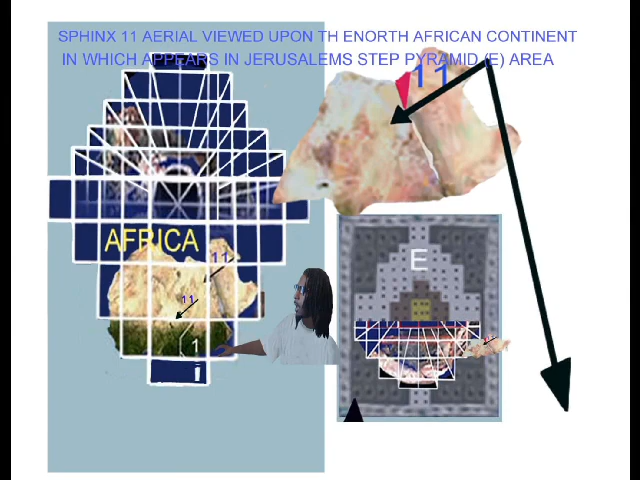 SPHINX 11 AERIAL VIEWED UPON TH ENORTH AFRICAN CONTINENT
IN WHICH APPEARS IN JERUSALEMS STEP PYRAMID (E) AREA
11
AFRICA
E
11
11
1
i